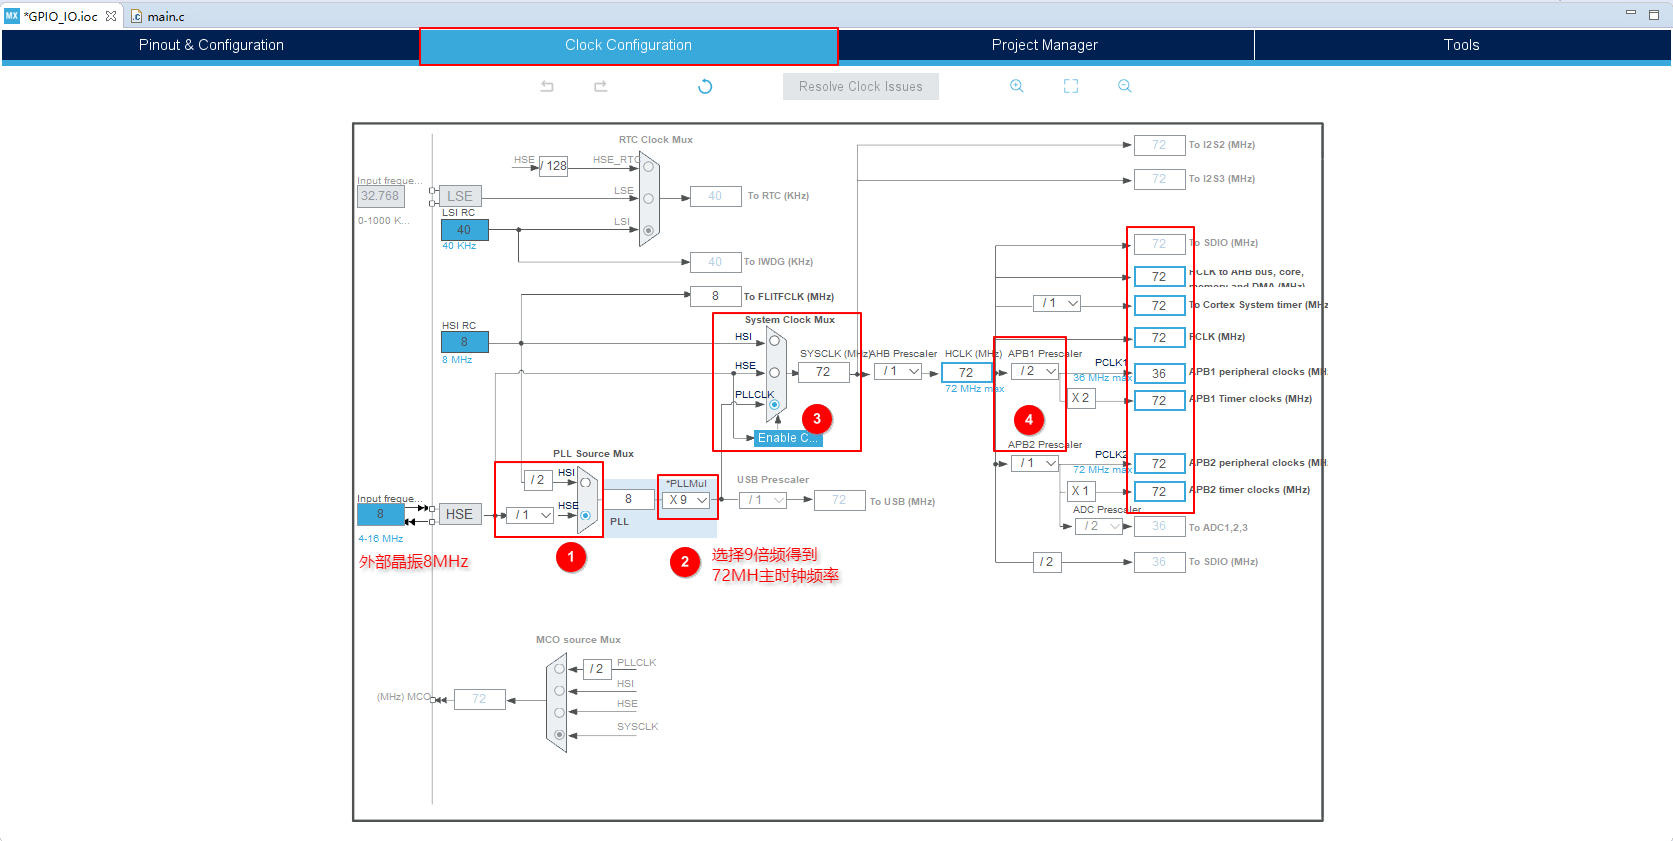 MX *GPIO_IO.ioc
.c main.c
Pinout & Configuration
Clock Configuration
Project Manager
Tools
Resolve Clock Issues
RTC Clock Mux
HSE
/ 128
HSE_RTC
Input freque...
32.768
0-1000 K...
LSE
LSE
40
To RTC (KHz)
LSI RC
40
40 KHz
LSI
40
To IWDG (KHz)
8
To FLITFCLK (MHz)
HSI RC
8
8 MHz
System Clock Mux
HSI
HSE
PLLCLK
Enable C...
3
SYSCLK (MHz)
72
AHB Prescaler
/ 1
HCLK (MHz)
72
72 MHz max
APB1 Prescaler
/ 2
4
PCLK1
36 MHz max
X 2
APB2 Prescaler
/ 1
PCLK2
72 MHz max
X 1
ADC Prescaler
/ 2
36
To ADC1,2,3
/ 2
36
To SDIO (MHz)
72
To I2S2 (MHz)
72
To I2S3 (MHz)
72
To SDIO (MHz)
72
HCLK to AHB bus, core,
memory and DMA (MHz)
/ 1
72
To Cortex System timer (MHz
72
FCLK (MHz)
36
APB1 peripheral clocks (MH
72
APB1 Timer clocks (MHz)
72
APB2 peripheral clocks (MH
72
APB2 timer clocks (MHz)
PLL Source Mux
/ 2
HSI
Input freque...
8
4-16 MHz
HSE
/ 1
HSE
8
PLL
*PLLMul
X 9
USB Prescaler
/ 1
72
To USB (MHz)
外部晶振8MHz
1
2
选择9倍频得到
72MH主时钟频率
MCO source Mux
/ 2
PLLCLK
HSI
HSE
SYSCLK
(MHz) MCO
72